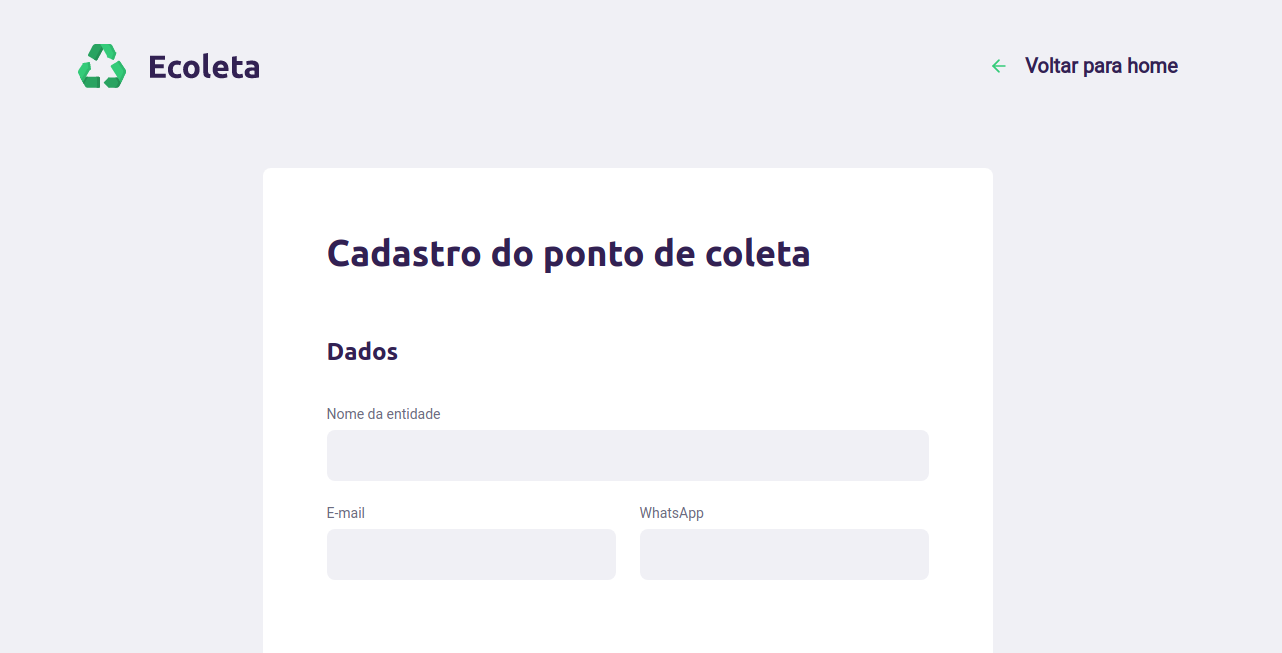 Ecoleta
Voltar para home
Cadastro do ponto de coleta
Dados
Nome da entidade
E-mail
WhatsApp